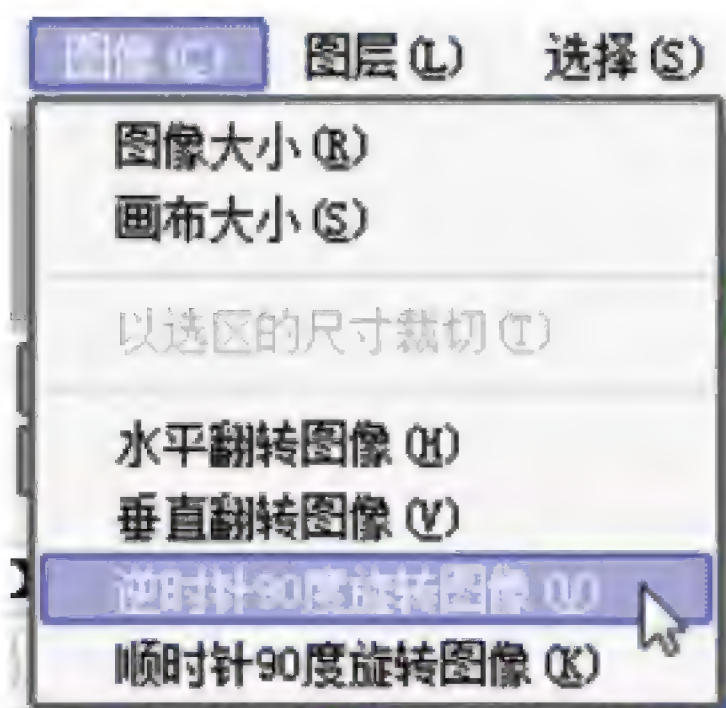 图像(C) 图层(L) 选择(S)
图像大小(R)
画布大小(S)
以选区的尺寸裁切(T)
水平翻转图像(H)
垂直翻转图像(V)
逆时针90度旋转图像
顺时针90度旋转图像(K)